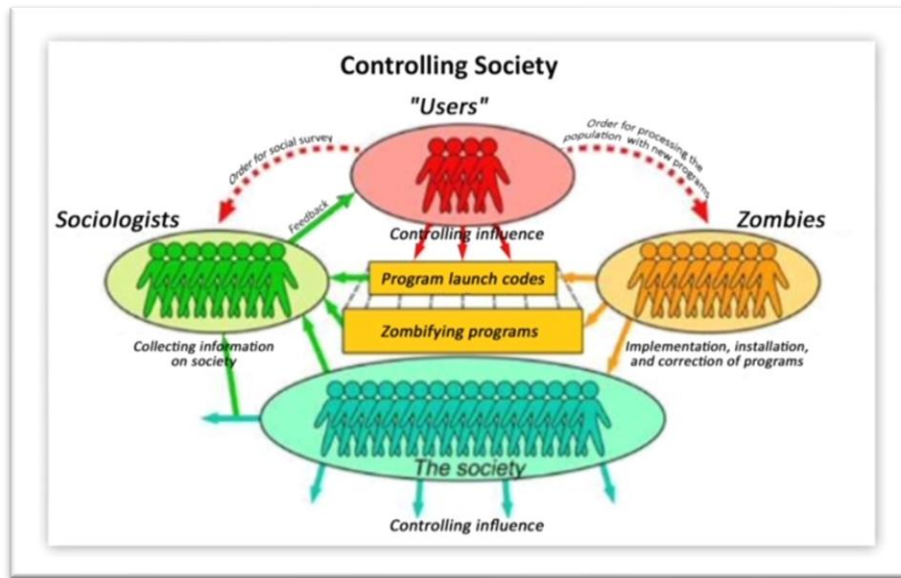 Controlling Society
"Users"
Order for social survey
Order for processing the
population with new programs
Sociologists
Feedback
Zombies
Controlling influence
Program launch codes
Zombifying programs
Collecting information
on society
Implementation, installation,
and correction of programs
The society
Controlling influence